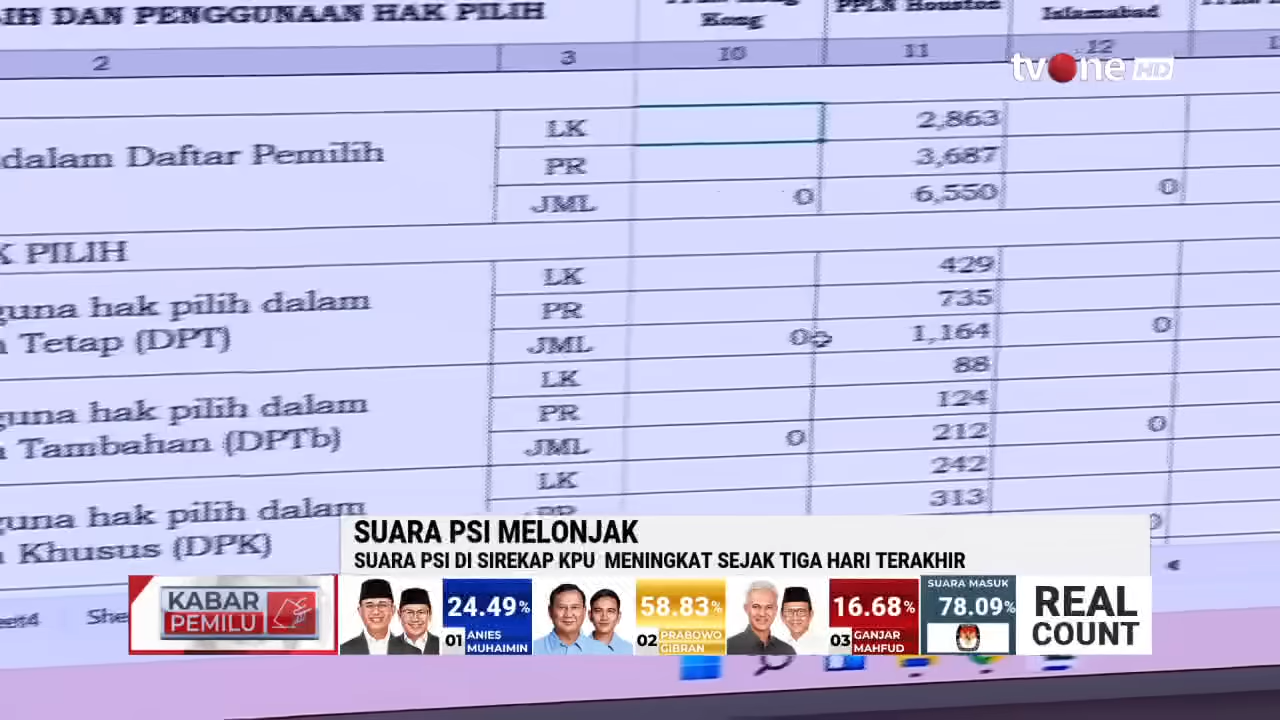 IH DAN PENGGUNAAN HAK PILIH
Kong
PPLN Houston
Islamabad
2
3
10
11
12
tvOne HD
dalam Daftar Pemilih
LK
2,863
PR
3,687
JML
0
6,550
0
K PILIH
guna hak pilih dalam
Tetap (DPT)
LK
429
PR
735
JML
0
1,164
0
guna hak pilih dalam
Tambahan (DPTb)
LK
88
PR
124
JML
0
212
0
guna hak pilih dalam
Khusus (DPK)
LK
242
PR
313
SUARA PSI MELONJAK
SUARA PSI DI SIREKAP KPU MENINGKAT SEJAK TIGA HARI TERAKHIR
KABAR
PEMILU
24.49%
01 ANIES
MUHAIMIN
58.83%
02 PRABOWO
GIBRAN
16.68%
03 GANJAR
MAHFUD
SUARA MASUK
78.09%
REAL
COUNT